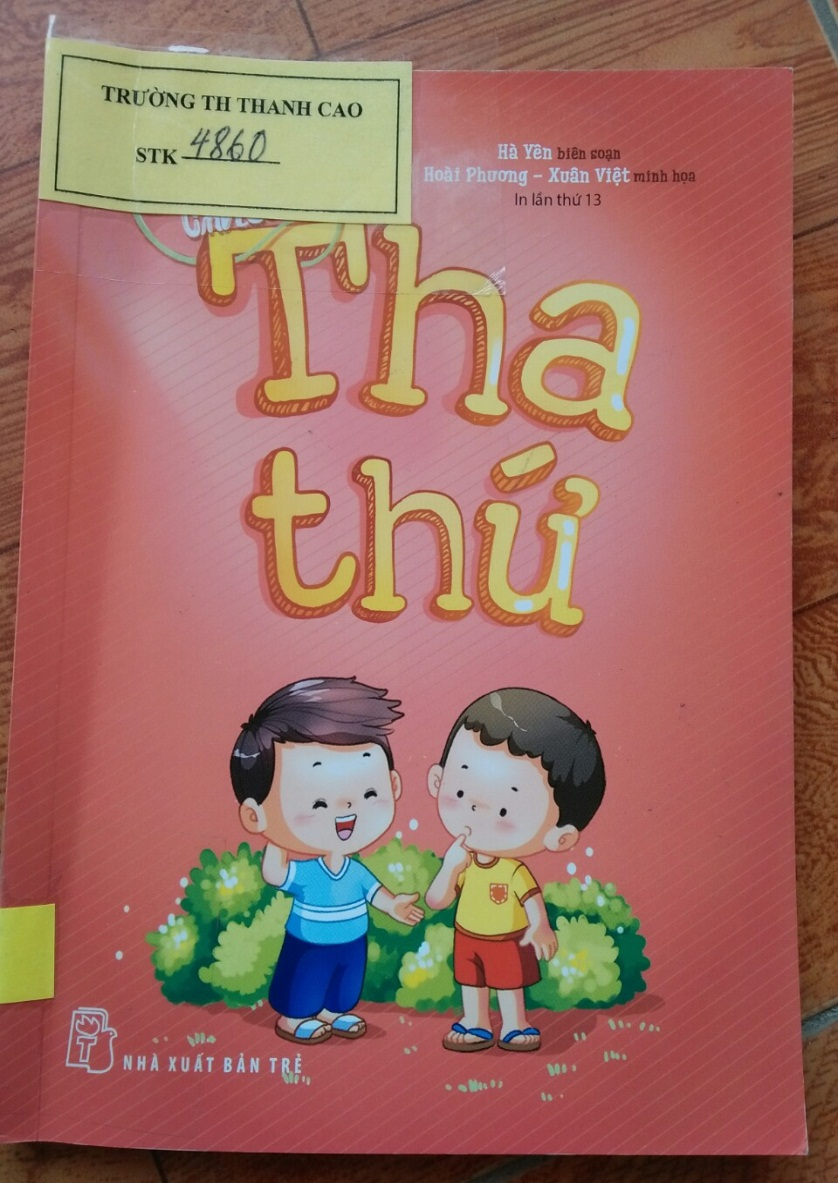 TRƯỜNG TH THANH CAO
STK 4860
Hà Yên biên soạn
Hoài Phương – Xuân Việt minh họa
In lần thứ 13
Tha
thứ
T
NHÀ XUẤT BẢN TRẺ